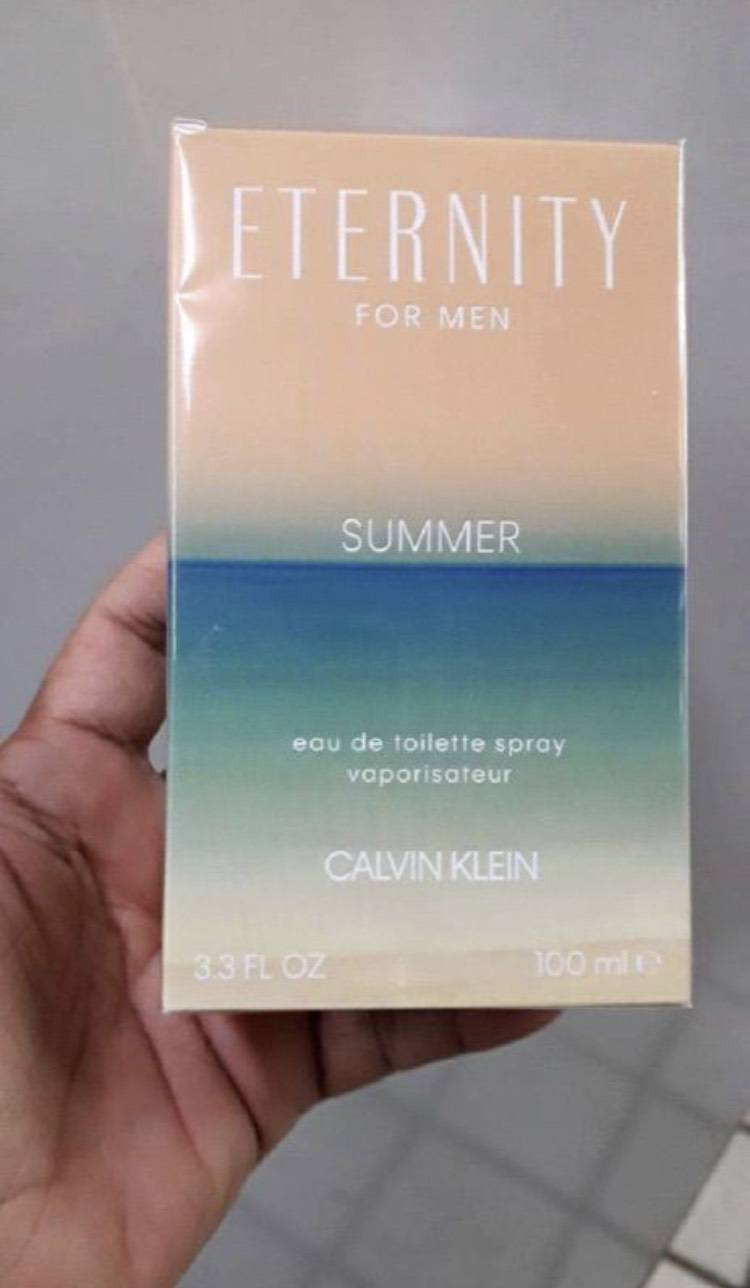 ETERNITY
FOR MEN
SUMMER
eau de toilette spray
vaporisateur
CALVIN KLEIN
3.3 FL OZ 100 ml ℮